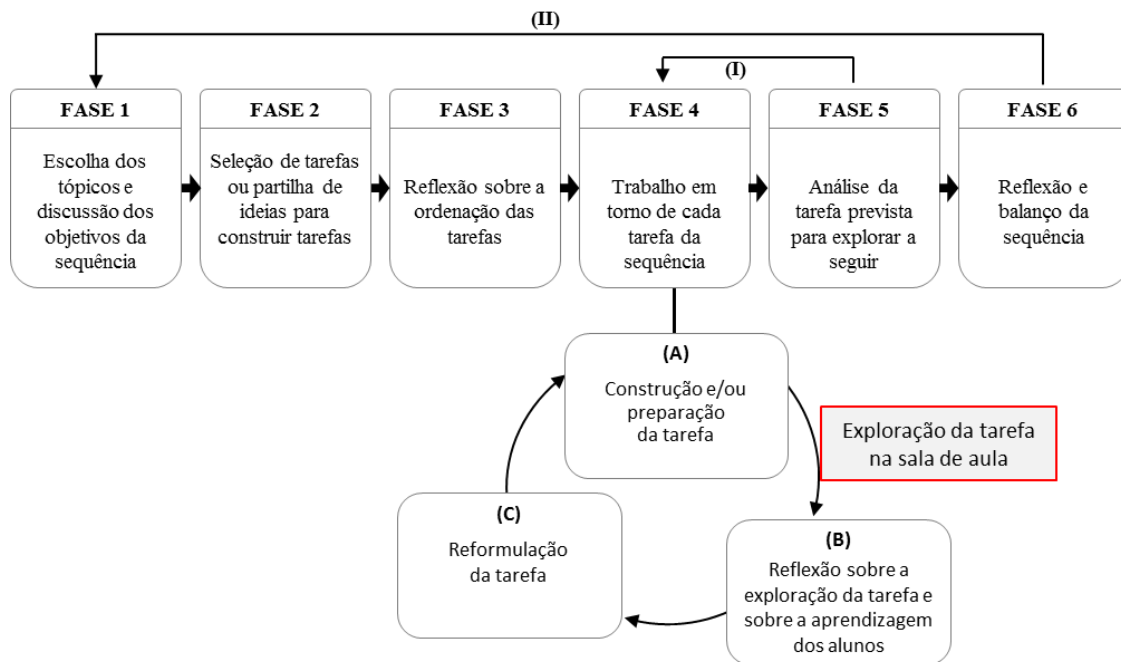 (II)
(I)
FASE 1
Escolha dos
tópicos e
discussão dos
objetivos da
sequência
FASE 2
Seleção de tarefas
ou partilha de
ideias para
construir tarefas
FASE 3
Reflexão sobre a
ordenação das
tarefas
FASE 4
Trabalho em
torno de cada
tarefa da
sequência
FASE 5
Análise da
tarefa prevista
para explorar a
seguir
FASE 6
Reflexão e
balanço da
sequência
(A)
Construção e/ou
preparação
da tarefa
Exploração da tarefa
na sala de aula
(B)
Reflexão sobre a
exploração da tarefa e
sobre a aprendizagem
dos alunos
(C)
Reformulação
da tarefa